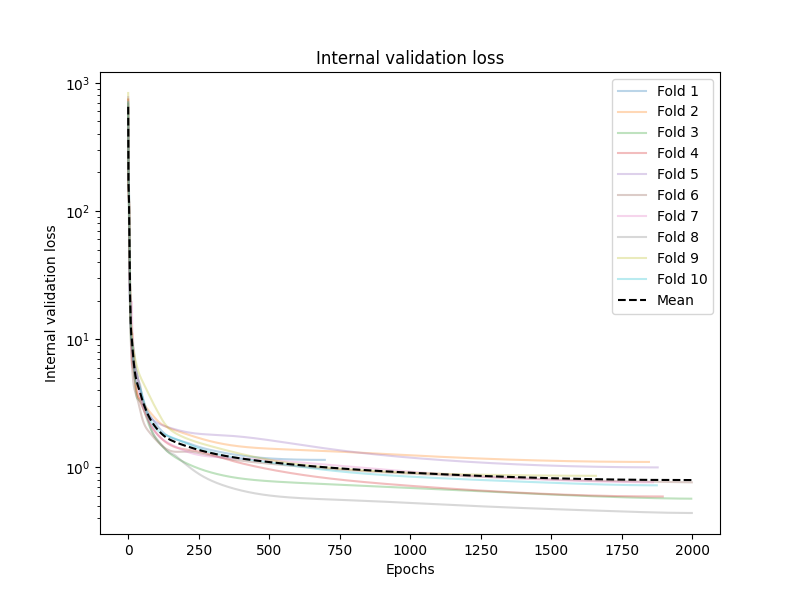 Internal validation loss
Internal validation loss
10³
10²
10¹
10⁰
Fold 1
Fold 2
Fold 3
Fold 4
Fold 5
Fold 6
Fold 7
Fold 8
Fold 9
Fold 10
Mean
0 250 500 750 1000 1250 1500 1750 2000
Epochs